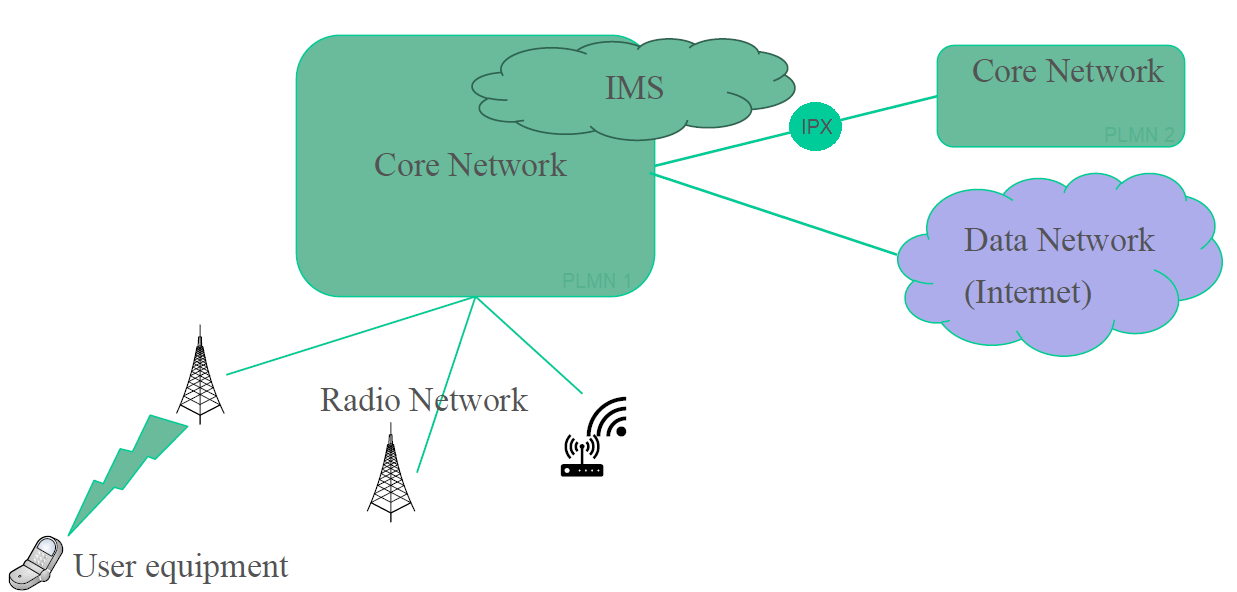 IMS
Core Network
PLMN 1
IPX
Core Network
PLMN 2
Data Network
(Internet)
Radio Network
User equipment